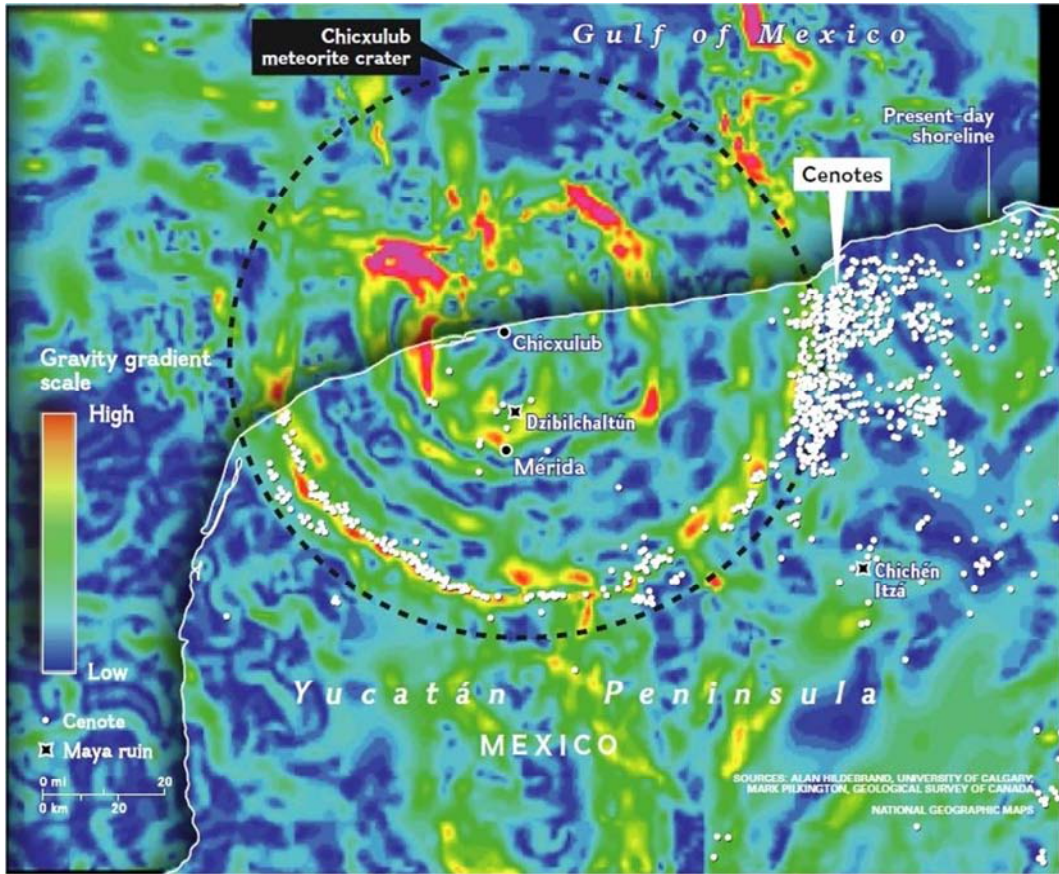 Chicxulub
meteorite crater
Gulf of Mexico
Present-day
shoreline
Cenotes
Chicxulub
Gravity gradient
scale
High
Dzibilchaltún
Mérida
Chichén
Itzá
Low
Yucatán Peninsula
Cenote
MEXICO
Maya ruin
0 mi 20
0 km 20
SOURCES: ALAN HILDEBRAND, UNIVERSITY OF CALGARY;
MARK PILKINGTON, GEOLOGICAL SURVEY OF CANADA
NATIONAL GEOGRAPHIC MAPS